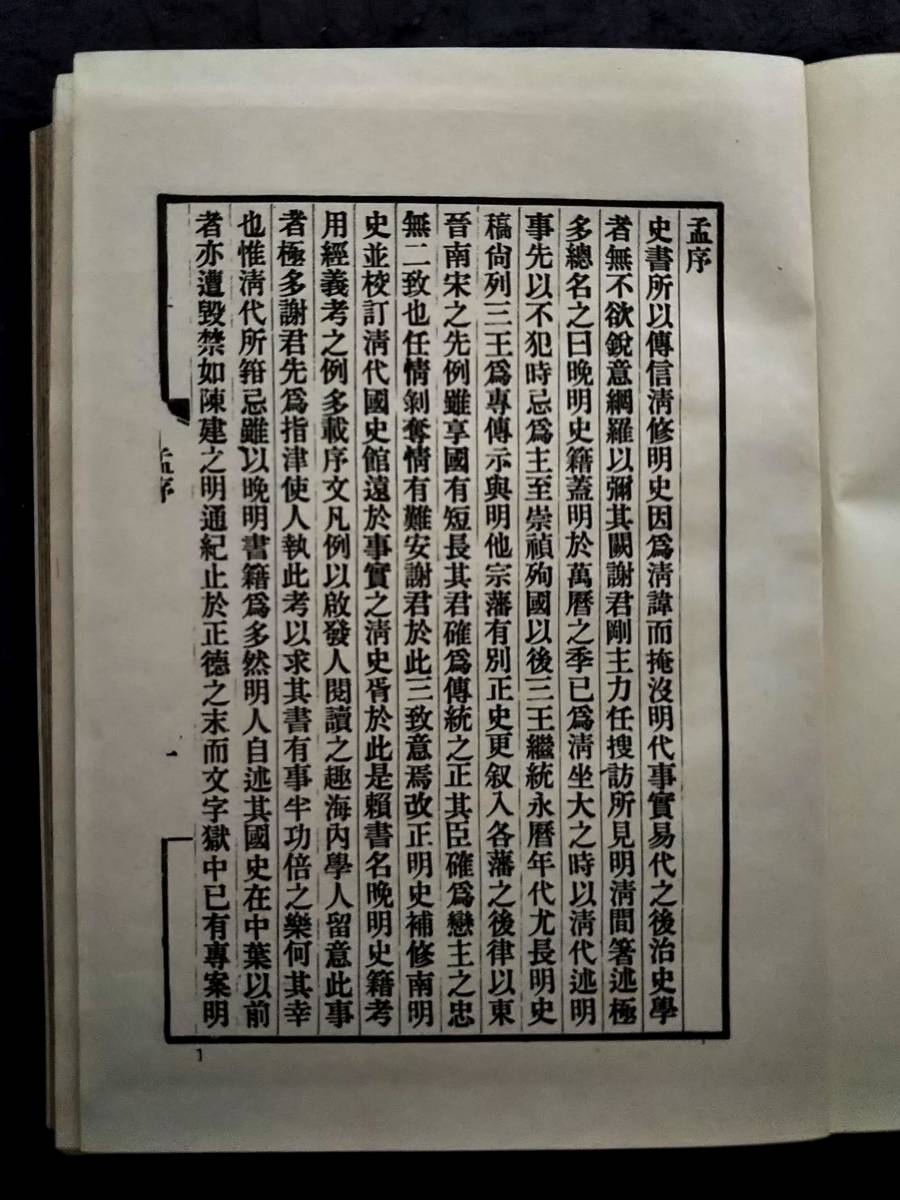 孟序
史書所以傳信清修明史因爲清諱而掩沒明代事實易代之後治史學
者無不欲銳意網羅以彌其闕謝君剛主力任搜訪所見明清間箸述極
多總名之曰晚明史籍蓋明於萬曆之季已爲清坐大之時以清代述明
事先以不犯時忌爲主至崇禎殉國以後三王繼統永曆年代尤長明史
稿尙列三王爲專傳示與明他宗藩有別正史更叙入各藩之後律以東
晉南宋之先例雖享國有短長其君確爲傳統之正其臣確爲戀主之忠
無二致也任情剝奪情有難安謝君於此三致意焉改正明史補修南明
史並校訂清代國史館遠於事實之清史胥於此是賴書名晚明史籍考
用經義考之例多載序文凡例以啟發人閱讀之趣海內學人留意此事
者極多謝君先爲指津使人執此考以求其書有事半功倍之樂何其幸
也惟清代所箝忌雖以晚明書籍爲多然明人自述其國史在中葉以前
者亦遭毀禁如陳建之明通紀止於正德之末而文字獄中已有專案明
孟序
一
1